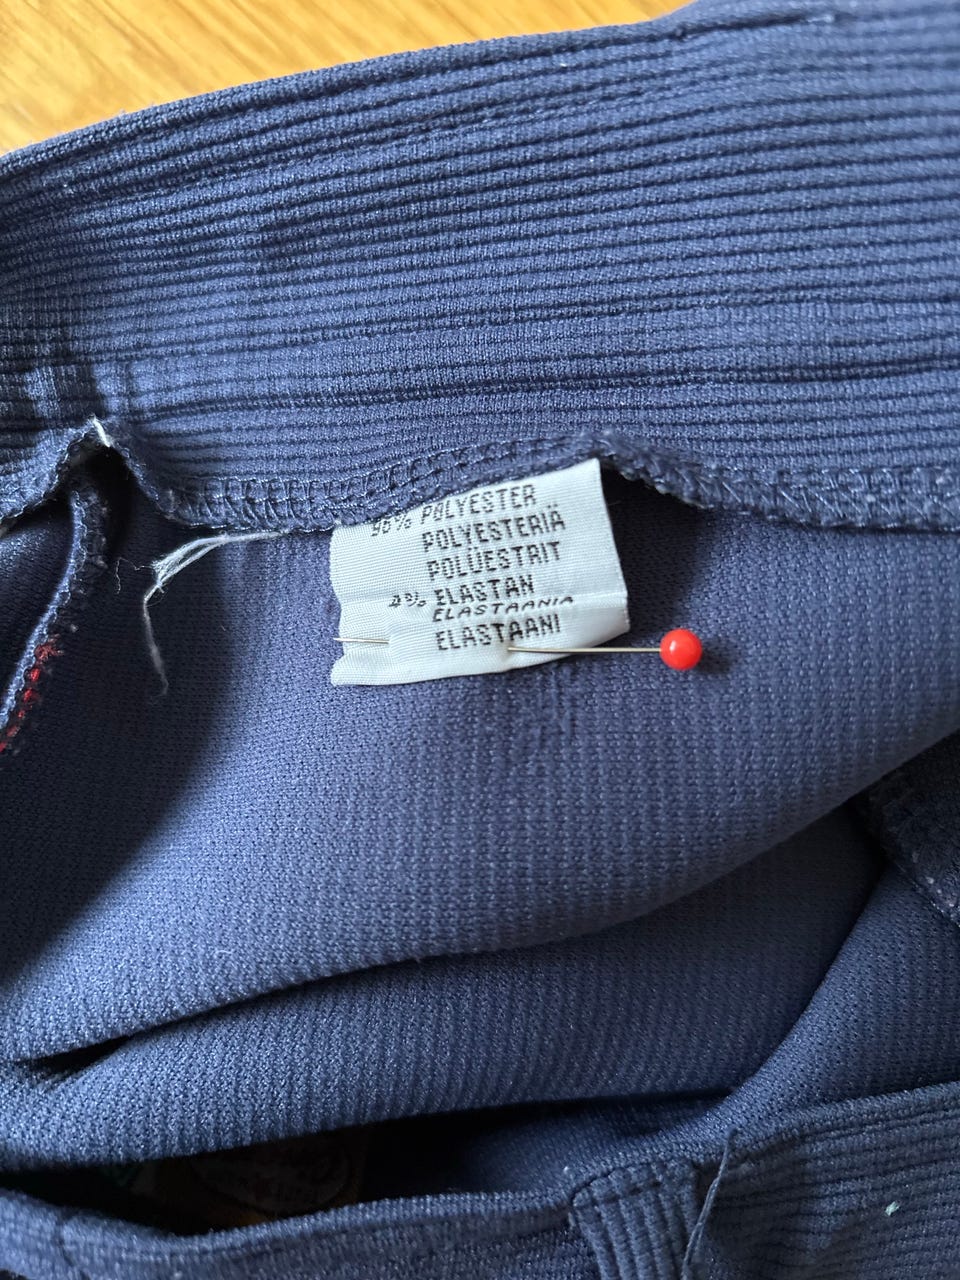 96% POLYESTER
POLYESTERIÄ
POLÜESTRIT
4% ELASTAN
ELASTAANIA
ELASTAANI